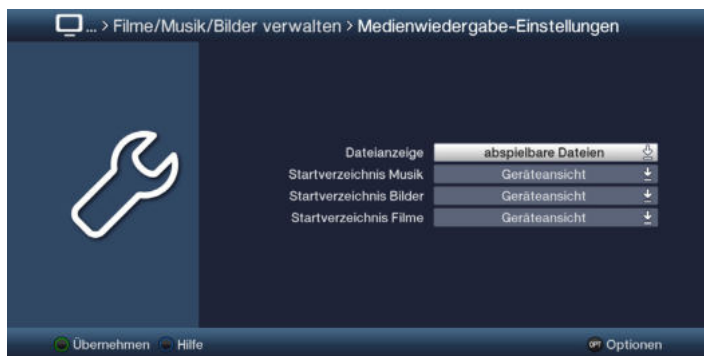 ... > Filme/Musik/Bilder verwalten > Medienwiedergabe-Einstellungen
Dateianzeige abspielbare Dateien
Startverzeichnis Musik Geräteansicht
Startverzeichnis Bilder Geräteansicht
Startverzeichnis Filme Geräteansicht
Übernehmen Hilfe OPT Optionen